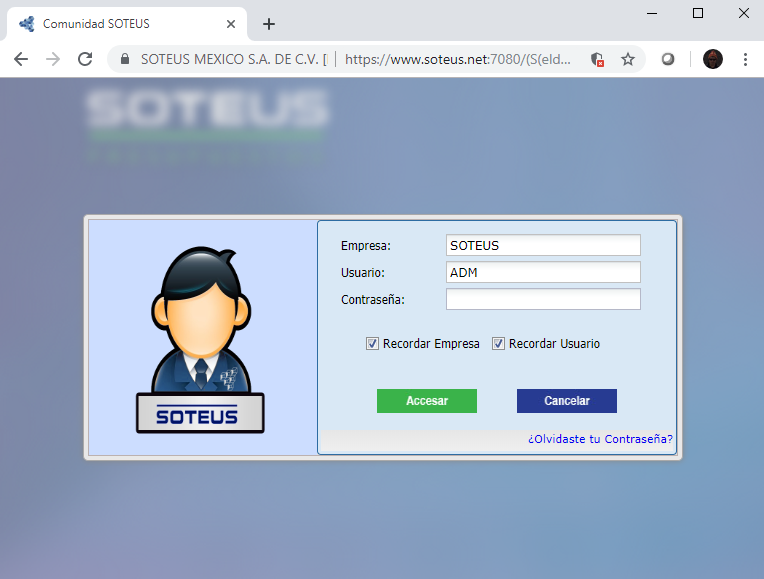 Comunidad SOTEUS
SOTEUS MEXICO S.A. DE C.V. [ | https://www.soteus.net:7080/(S(eld...
SOTEUS
Empresa: SOTEUS
Usuario: ADM
Contraseña:
Recordar Empresa Recordar Usuario
SOTEUS
Accesar Cancelar
¿Olvidaste tu Contraseña?